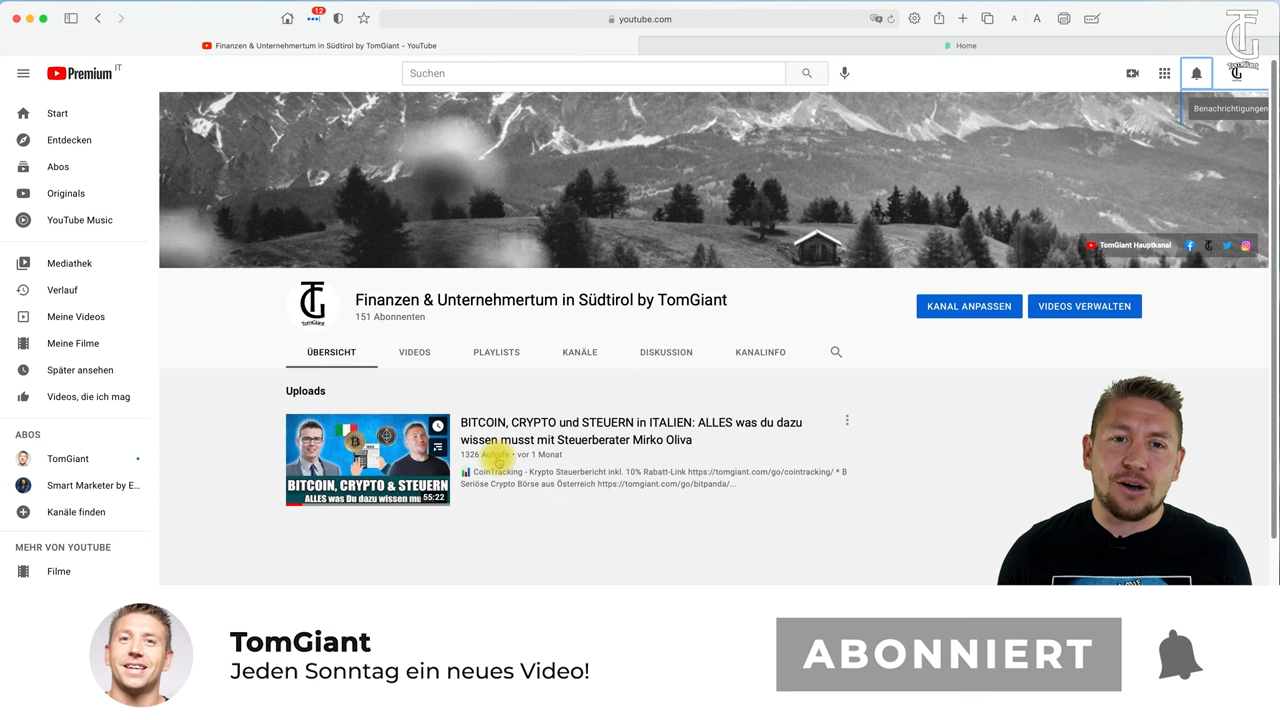 12
youtube.com
A A
Finanzen & Unternehmertum in Südtirol by TomGiant - YouTube
Home
TG
TomGiant
Premium IT
Suchen
Benachrichtigungen
Start
Entdecken
Abos
Originals
YouTube Music
Mediathek
Verlauf
Meine Videos
Meine Filme
Später ansehen
Videos, die ich mag
ABOS
TomGiant
Smart Marketer by E...
Kanäle finden
MEHR VON YOUTUBE
Filme
TomGiant Hauptkanal
TG
TomGiant
Finanzen & Unternehmertum in Südtirol by TomGiant
151 Abonnenten
KANAL ANPASSEN
VIDEOS VERWALTEN
ÜBERSICHT VIDEOS PLAYLISTS KANÄLE DISKUSSION KANALINFO
Uploads
BITCOIN, CRYPTO & STEUERN
ALLES was Du dazu wissen mu
55:22
BITCOIN, CRYPTO und STEUERN in ITALIEN: ALLES was du dazu
wissen musst mit Steuerberater Mirko Oliva
1326 Aufrufe • vor 1 Monat
CoinTracking - Krypto Steuerbericht inkl. 10% Rabatt-Link https://tomgiant.com/go/cointracking/ * B
Seriöse Crypto Börse aus Österreich https://tomgiant.com/go/bitpanda/...
TomGiant
Jeden Sonntag ein neues Video!
ABONNIERT